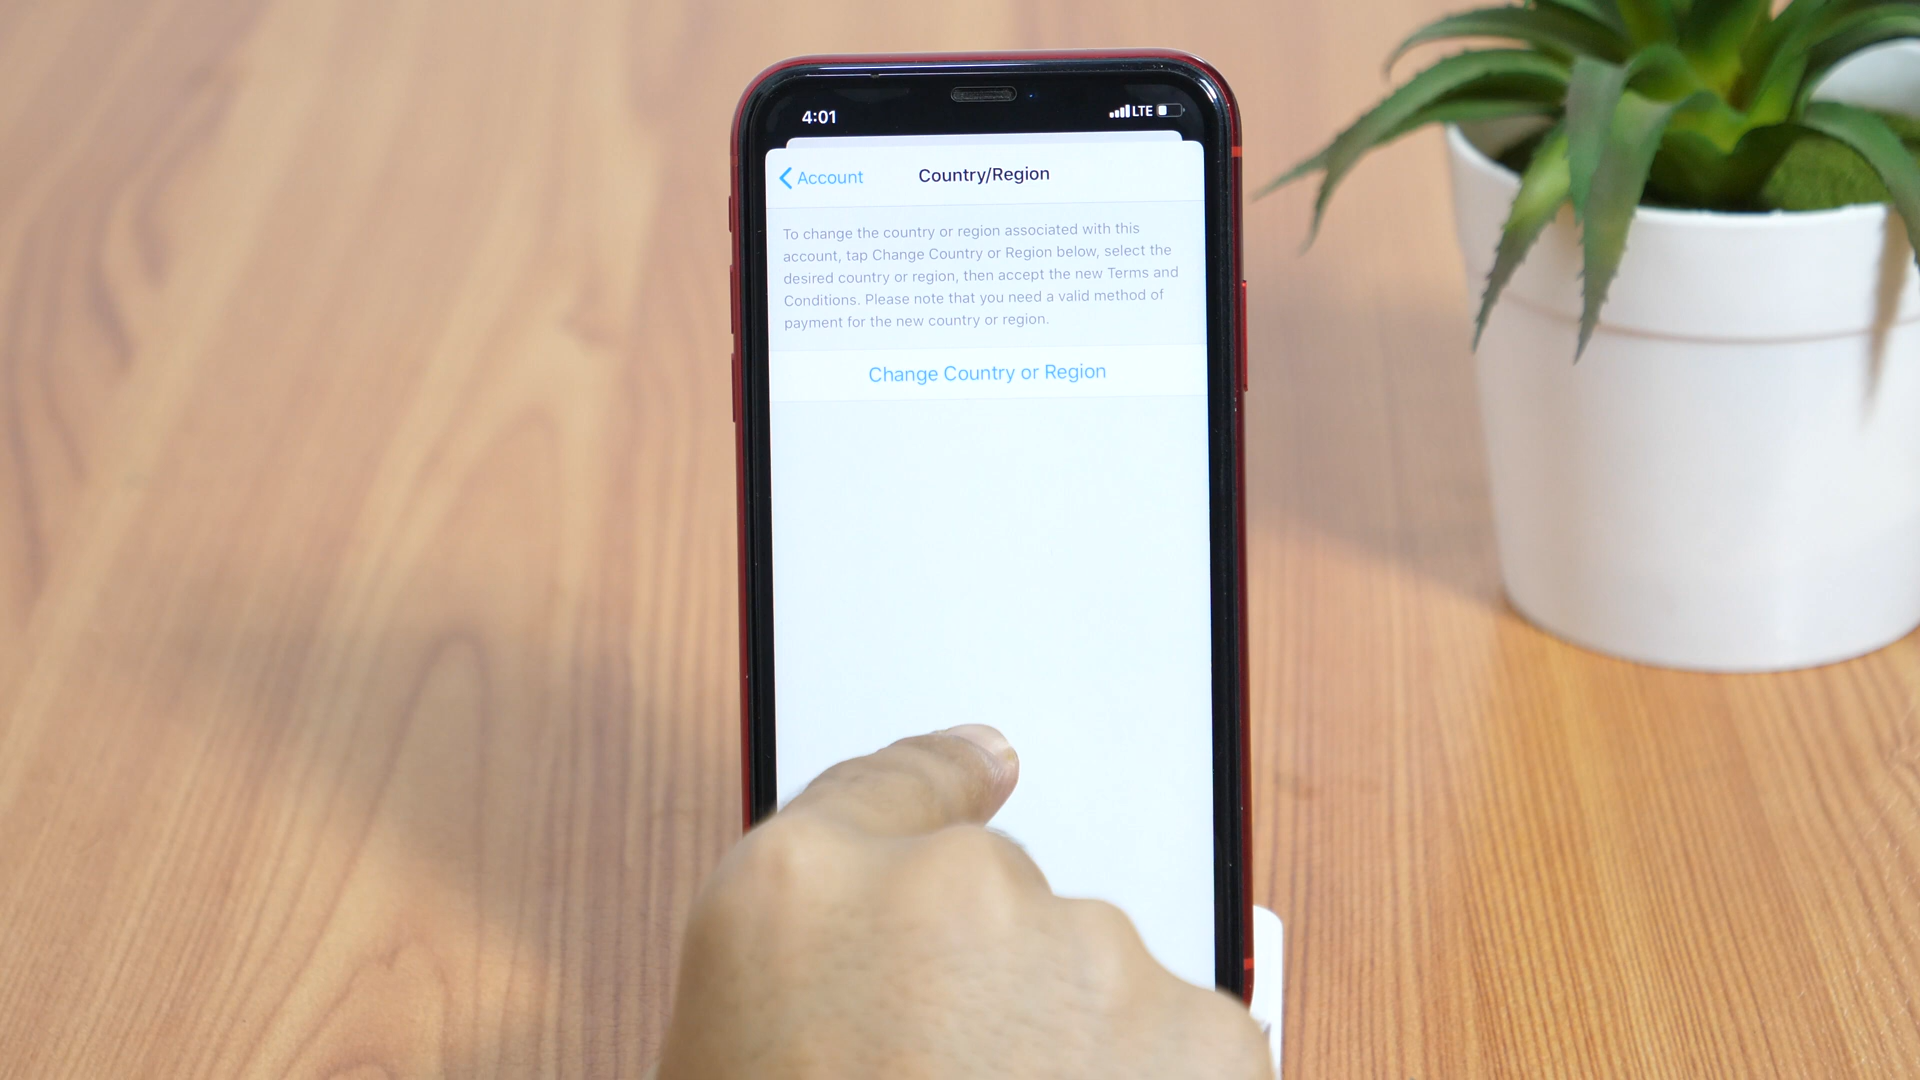 4:01
LTE
Account
Country/Region
To change the country or region associated with this
account, tap Change Country or Region below, select the
desired country or region, then accept the new Terms and
Conditions. Please note that you need a valid method of
payment for the new country or region.
Change Country or Region